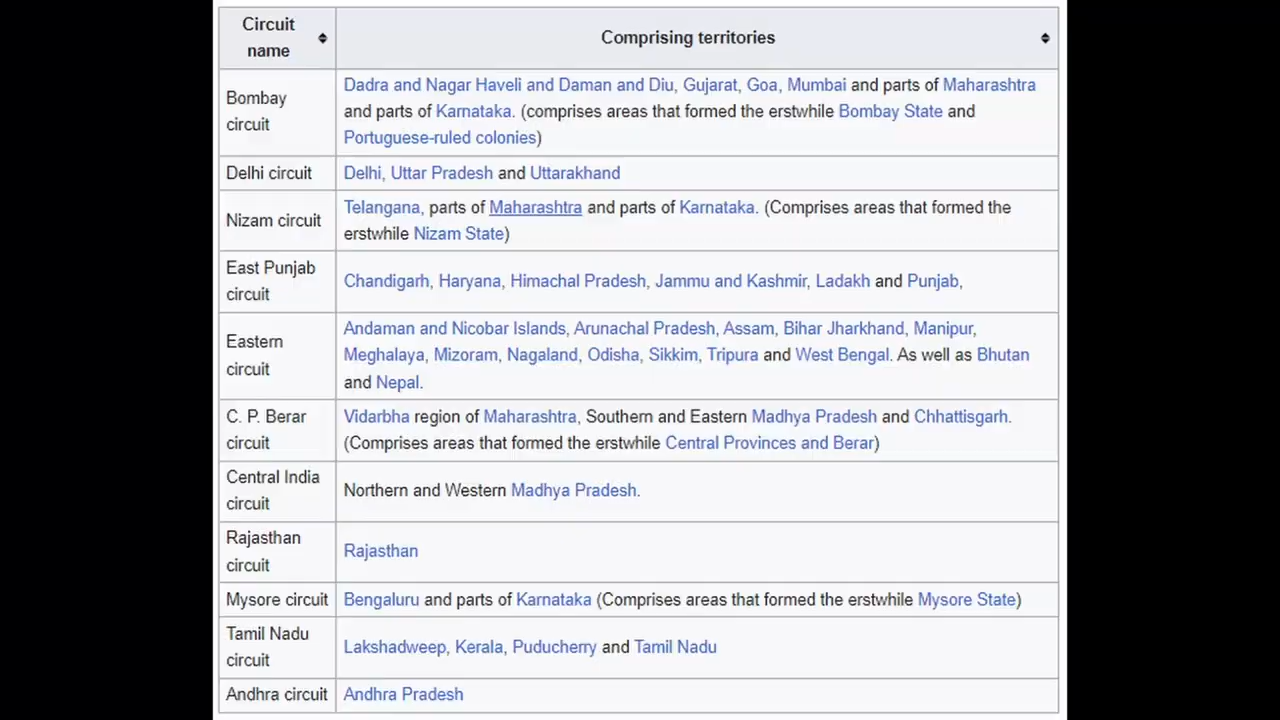 Circuit
name
Comprising territories
Bombay
circuit
Dadra and Nagar Haveli and Daman and Diu, Gujarat, Goa, Mumbai and parts of Maharashtra
and parts of Karnataka. (comprises areas that formed the erstwhile Bombay State and
Portuguese-ruled colonies)
Delhi circuit
Delhi, Uttar Pradesh and Uttarakhand
Nizam circuit
Telangana, parts of Maharashtra and parts of Karnataka. (Comprises areas that formed the
erstwhile Nizam State)
East Punjab
circuit
Chandigarh, Haryana, Himachal Pradesh, Jammu and Kashmir, Ladakh and Punjab,
Eastern
circuit
Andaman and Nicobar Islands, Arunachal Pradesh, Assam, Bihar Jharkhand, Manipur,
Meghalaya, Mizoram, Nagaland, Odisha, Sikkim, Tripura and West Bengal. As well as Bhutan
and Nepal.
C. P. Berar
circuit
Vidarbha region of Maharashtra, Southern and Eastern Madhya Pradesh and Chhattisgarh.
(Comprises areas that formed the erstwhile Central Provinces and Berar)
Central India
circuit
Northern and Western Madhya Pradesh.
Rajasthan
circuit
Rajasthan
Mysore circuit
Bengaluru and parts of Karnataka (Comprises areas that formed the erstwhile Mysore State)
Tamil Nadu
circuit
Lakshadweep, Kerala, Puducherry and Tamil Nadu
Andhra circuit
Andhra Pradesh